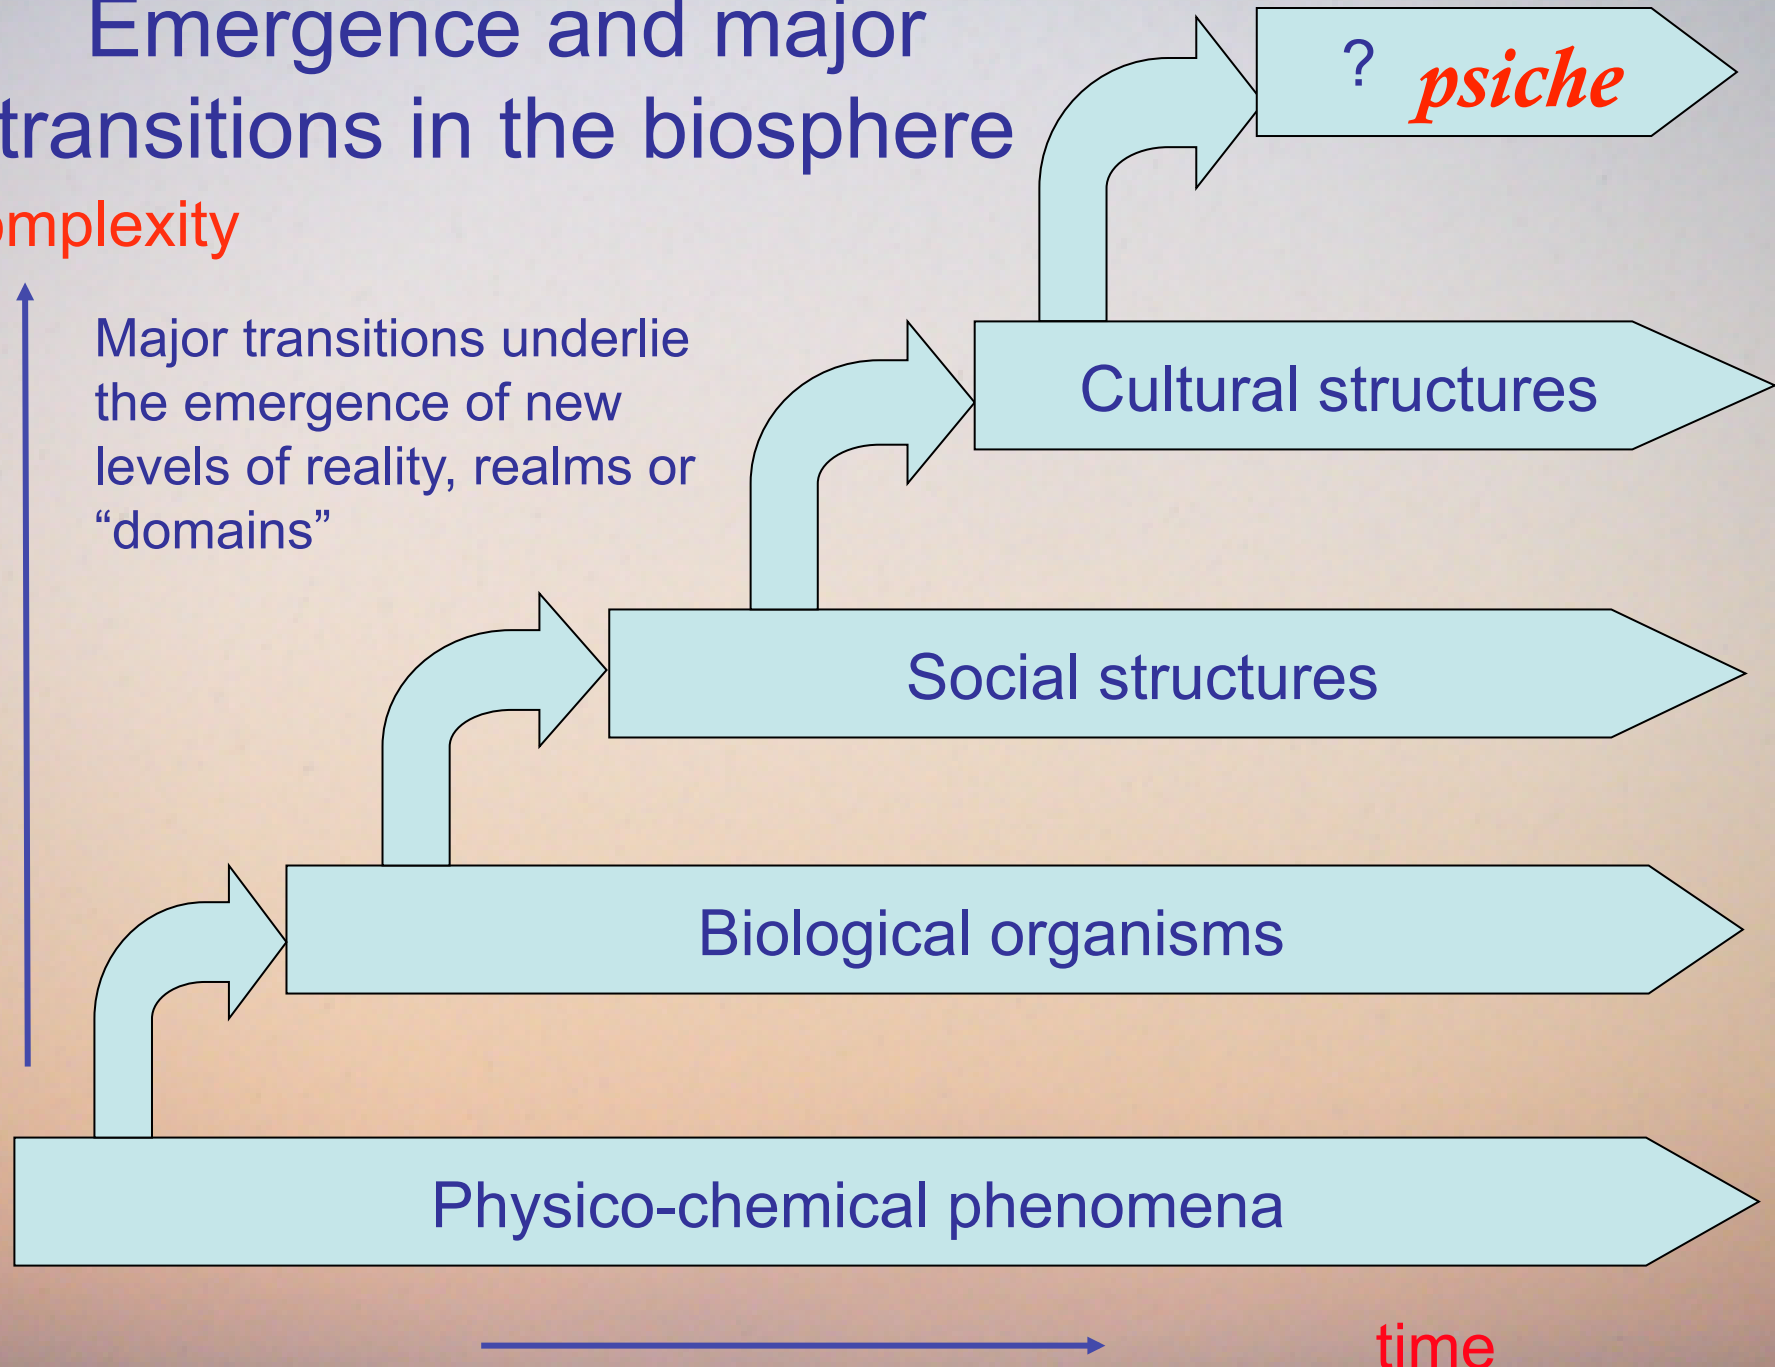 Emergence and major
transitions in the biosphere
omplexity
Major transitions underlie
the emergence of new
levels of reality, realms or
“domains”
? psiche
Cultural structures
Social structures
Biological organisms
Physico-chemical phenomena
time